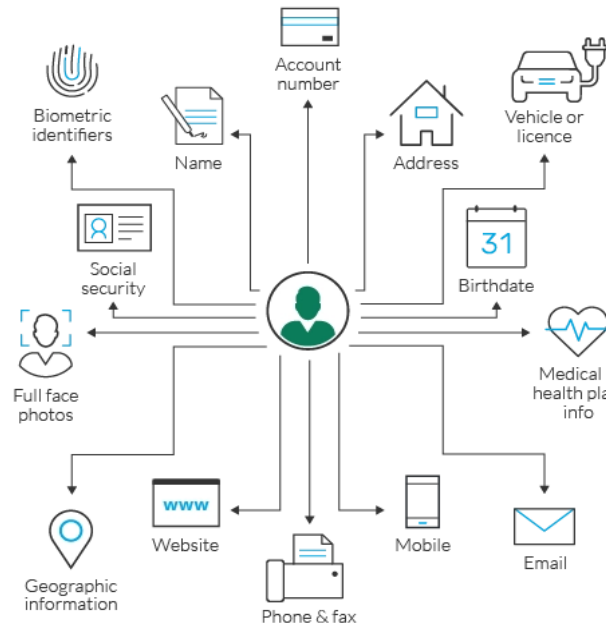 Account
number
Biometric
identifiers
Name
Address
Vehicle or
licence
Social
security
31
Birthdate
Full face
photos
Medical
health pla
info
www
Website
Mobile
Email
Geographic
information
Phone & fax